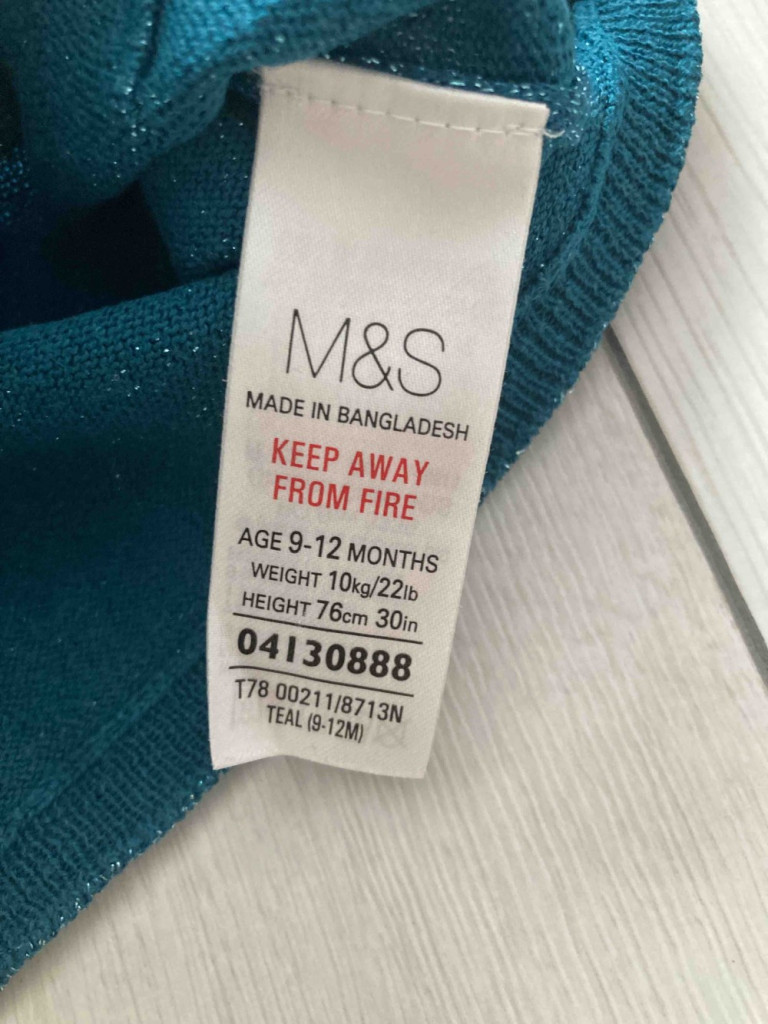 M&S
MADE IN BANGLADESH
KEEP AWAY
FROM FIRE
AGE 9-12 MONTHS
WEIGHT 10kg/22lb
HEIGHT 76cm 30in
04130888
T78 00211/8713N
TEAL (9-12M)